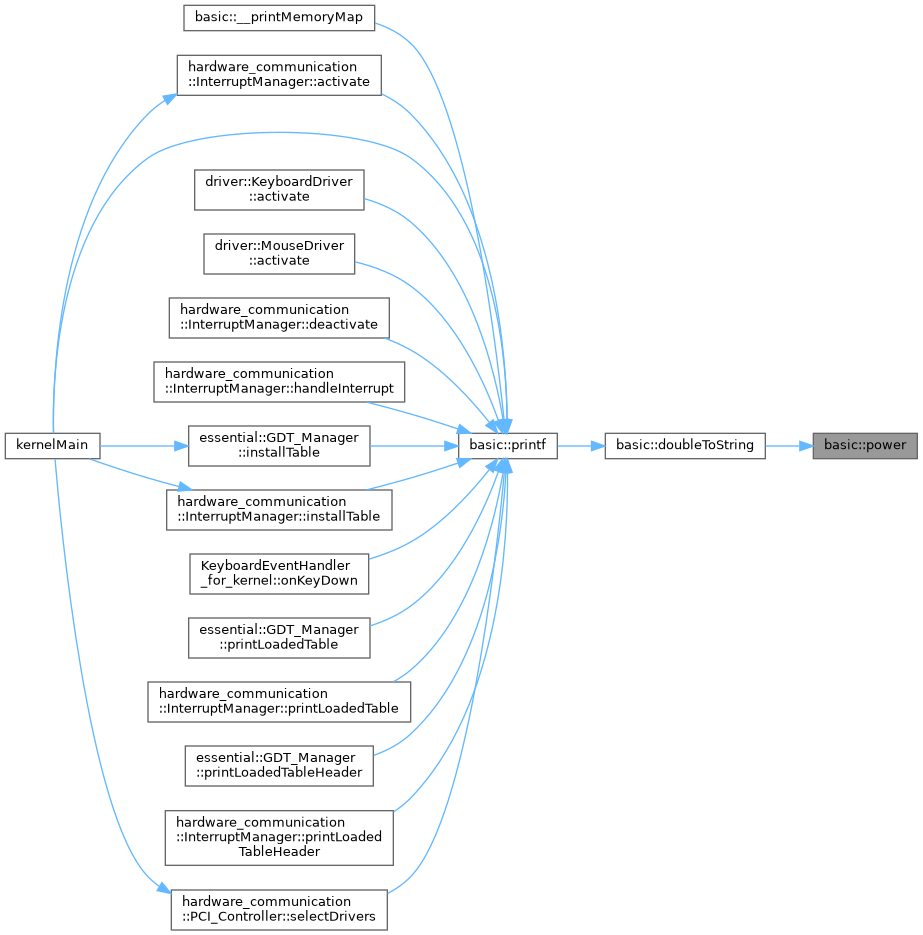 basic::__printMemoryMap
hardware_communication
::InterruptManager::activate
driver::KeyboardDriver
::activate
driver::MouseDriver
::activate
hardware_communication
::InterruptManager::deactivate
hardware_communication
::InterruptManager::handleInterrupt
kernelMain
essential::GDT_Manager
::installTable
basic::printf
basic::doubleToString
basic::power
hardware_communication
::InterruptManager::installTable
KeyboardEventHandler
_for_kernel::onKeyDown
essential::GDT_Manager
::printLoadedTable
hardware_communication
::InterruptManager::printLoadedTable
essential::GDT_Manager
::printLoadedTableHeader
hardware_communication
::InterruptManager::printLoaded
TableHeader
hardware_communication
::PCI_Controller::selectDrivers